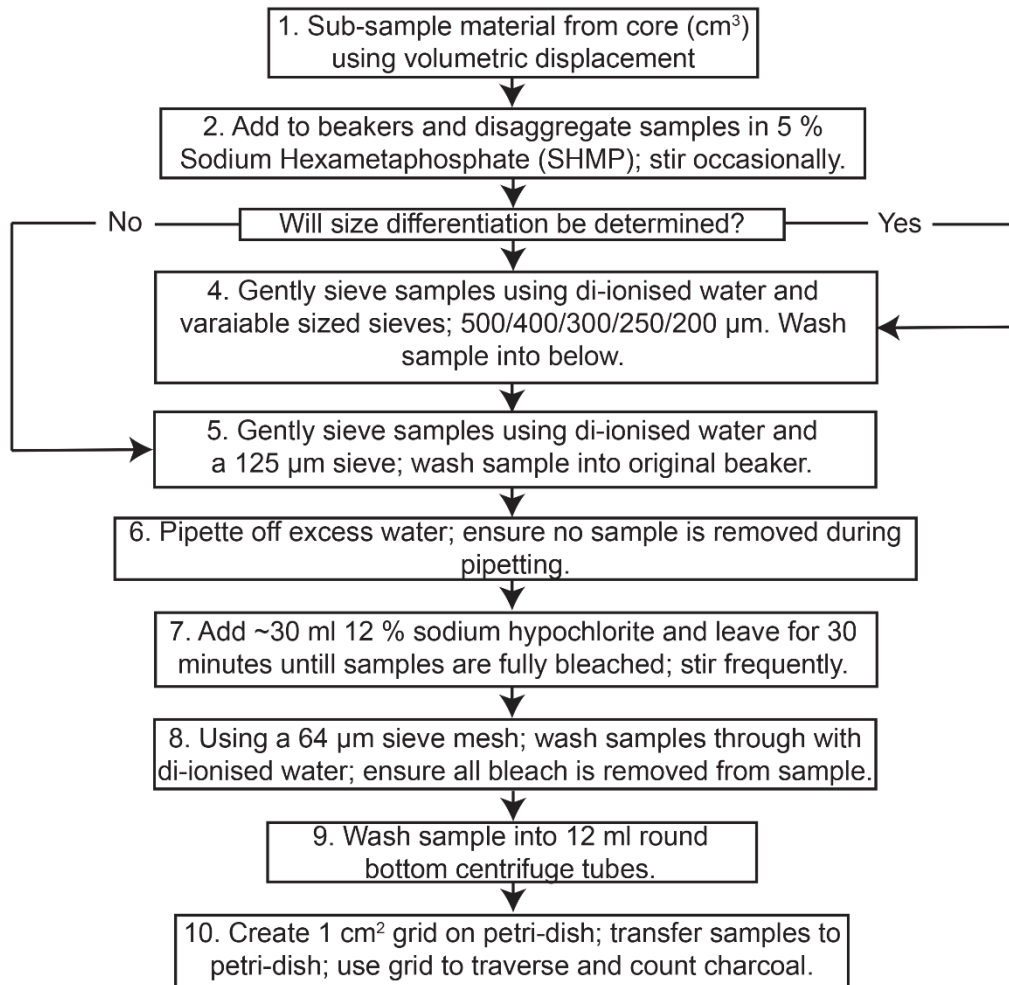 1. Sub-sample material from core (cm³)
using volumetric displacement
2. Add to beakers and disaggregate samples in 5 %
Sodium Hexametaphosphate (SHMP); stir occasionally.
No
Will size differentiation be determined?
Yes
4. Gently sieve samples using di-ionised water and
varaiable sized sieves; 500/400/300/250/200 µm. Wash
sample into below.
5. Gently sieve samples using di-ionised water and
a 125 µm sieve; wash sample into original beaker.
6. Pipette off excess water; ensure no sample is removed during
pipetting.
7. Add ~30 ml 12 % sodium hypochlorite and leave for 30
minutes untill samples are fully bleached; stir frequently.
8. Using a 64 µm sieve mesh; wash samples through with
di-ionised water; ensure all bleach is removed from sample.
9. Wash sample into 12 ml round
bottom centrifuge tubes.
10. Create 1 cm² grid on petri-dish; transfer samples to
petri-dish; use grid to traverse and count charcoal.